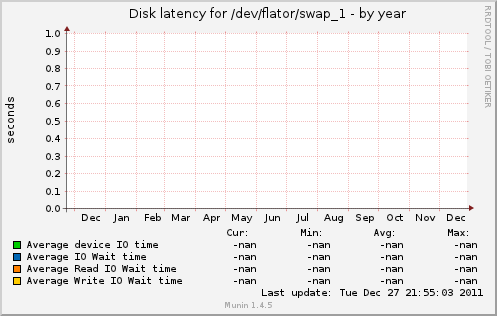 Disk latency for /dev/flator/swap_1 - by year
RRDTOOL / TOBI OETIKER
seconds
1.0
0.9
0.8
0.7
0.6
0.5
0.4
0.3
0.2
0.1
0.0
Dec Jan Feb Mar Apr May Jun Jul Aug Sep Oct Nov Dec
Cur: Min: Avg: Max:
Average device IO time -nan -nan -nan -nan
Average IO Wait time -nan -nan -nan -nan
Average Read IO Wait time -nan -nan -nan -nan
Average Write IO Wait time -nan -nan -nan -nan
Last update: Tue Dec 27 21:55:03 2011
Munin 1.4.5